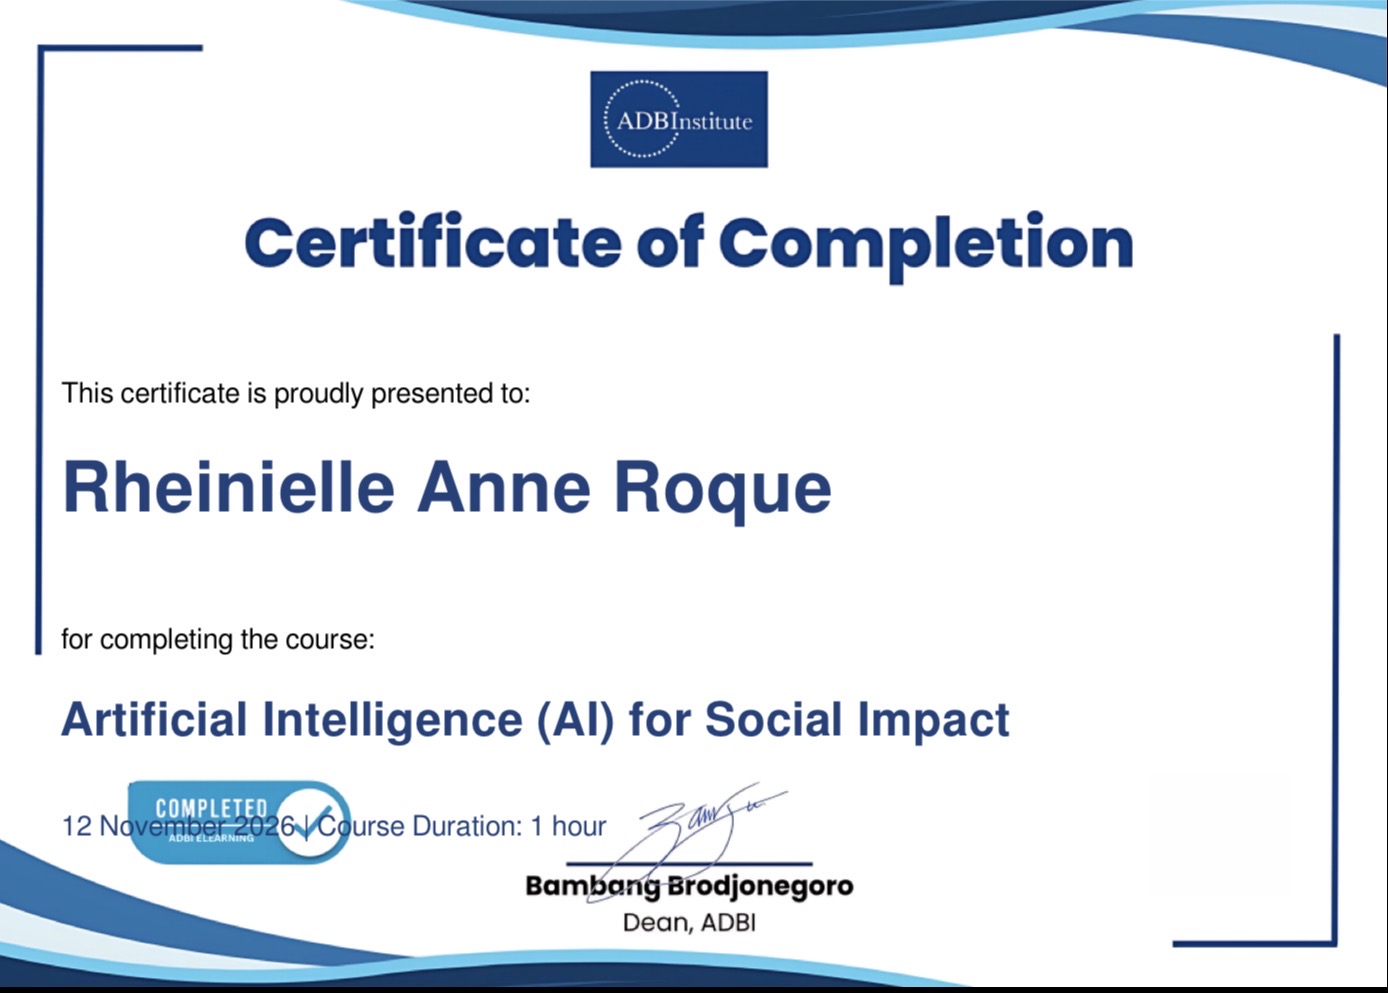 ADBInstitute
Certificate of Completion
This certificate is proudly presented to:
Rheinielle Anne Roque
for completing the course:
Artificial Intelligence (AI) for Social Impact
COMPLETED
ADBI ELEARNING
12 November 2026 | Course Duration: 1 hour
Bambang Brodjonegoro
Dean, ADBI